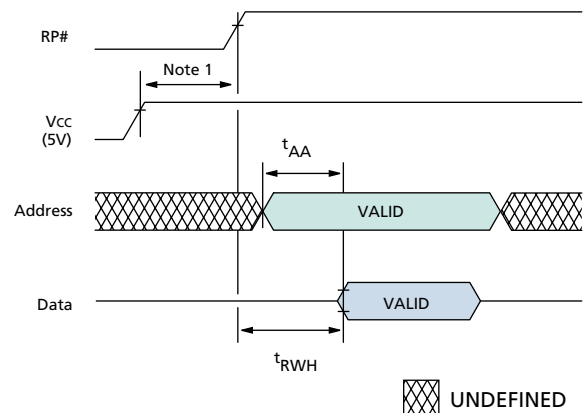 RP#
Note 1
VCC
(5V)
tAA
Address
VALID
Data
VALID
tRWH
UNDEFINED